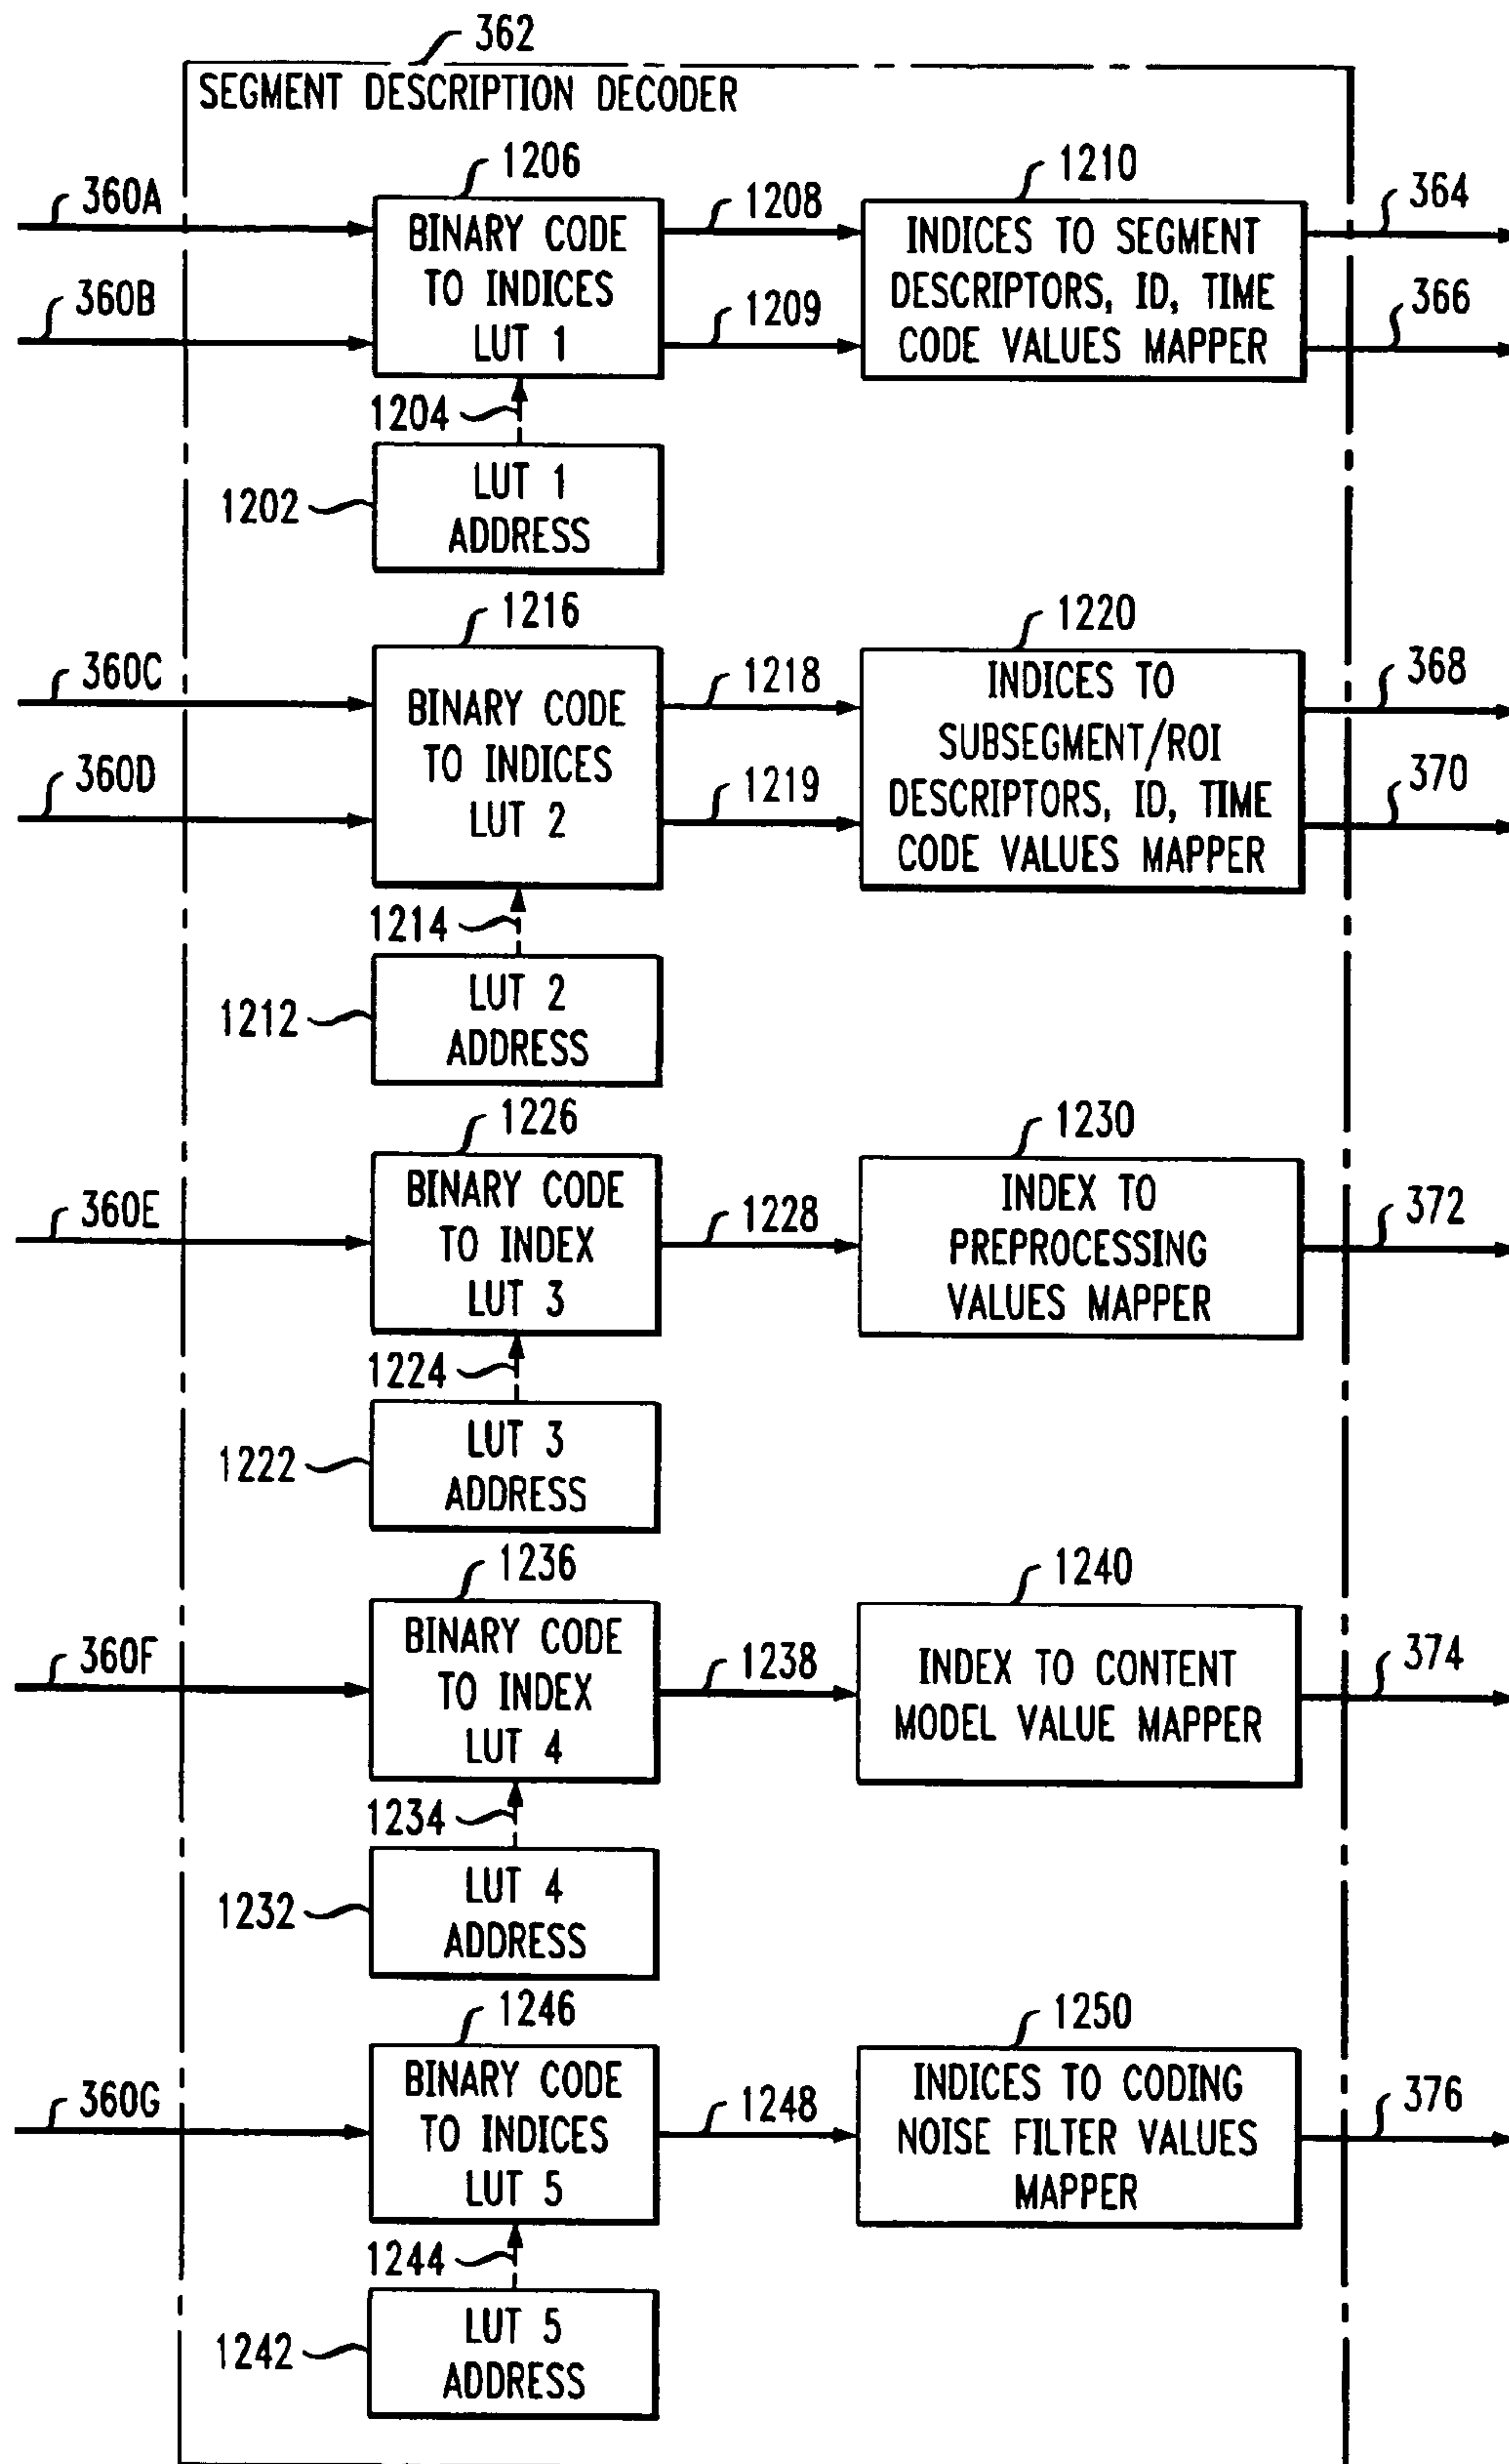 362
SEGMENT DESCRIPTION DECODER
1206
1210
360A
1208
364
BINARY CODE
TO INDICES
LUT 1
INDICES TO SEGMENT
DESCRIPTORS, ID, TIME
CODE VALUES MAPPER
360B
1209
366
1204
LUT 1
ADDRESS
1202
1216
1220
360C
1218
368
BINARY CODE
TO INDICES
LUT 2
INDICES TO
SUBSEGMENT/ROI
DESCRIPTORS, ID, TIME
CODE VALUES MAPPER
360D
1219
370
1214
LUT 2
ADDRESS
1212
1226
1230
360E
1228
372
BINARY CODE
TO INDEX
LUT 3
INDEX TO
PREPROCESSING
VALUES MAPPER
1224
LUT 3
ADDRESS
1222
1236
1240
360F
1238
374
BINARY CODE
TO INDEX
LUT 4
INDEX TO CONTENT
MODEL VALUE MAPPER
1234
LUT 4
ADDRESS
1232
1246
1250
360G
1248
376
BINARY CODE
TO INDICES
LUT 5
INDICES TO CODING
NOISE FILTER VALUES
MAPPER
1244
LUT 5
ADDRESS
1242